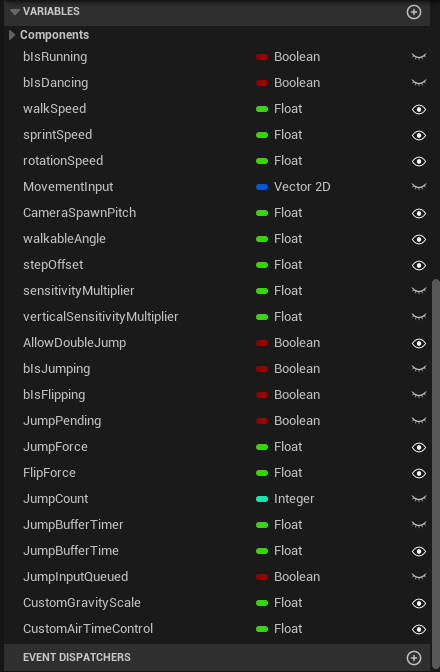 VARIABLES
Components
bIsRunning Boolean
bIsDancing Boolean
walkSpeed Float
sprintSpeed Float
rotationSpeed Float
MovementInput Vector 2D
CameraSpawnPitch Float
walkableAngle Float
stepOffset Float
sensitivityMultiplier Float
verticalSensitivityMultiplier Float
AllowDoubleJump Boolean
bIsJumping Boolean
bIsFlipping Boolean
JumpPending Boolean
JumpForce Float
FlipForce Float
JumpCount Integer
JumpBufferTimer Float
JumpBufferTime Float
JumpInputQueued Boolean
CustomGravityScale Float
CustomAirTimeControl Float
EVENT DISPATCHERS